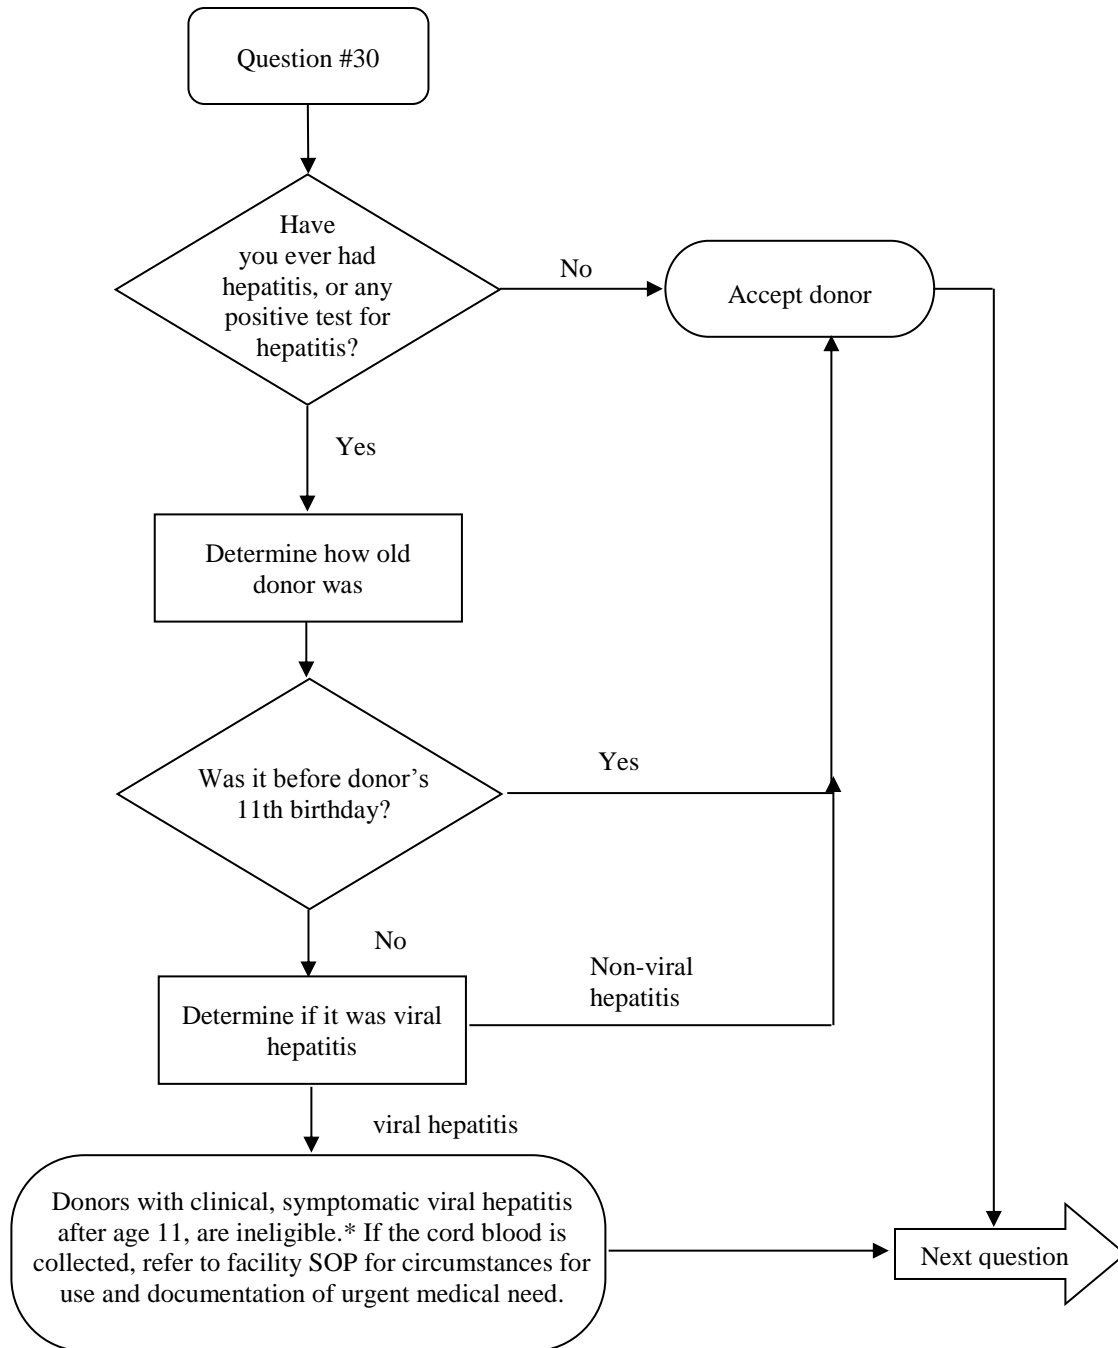 Question #30
Have
you ever had
hepatitis, or any
positive test for
hepatitis?
No
Accept donor
Yes
Determine how old
donor was
Was it before donor’s
11th birthday?
Yes
No
Non-viral
hepatitis
Determine if it was viral
hepatitis
viral hepatitis
Donors with clinical, symptomatic viral hepatitis
after age 11, are ineligible.* If the cord blood is
collected, refer to facility SOP for circumstances for
use and documentation of urgent medical need.
Next question